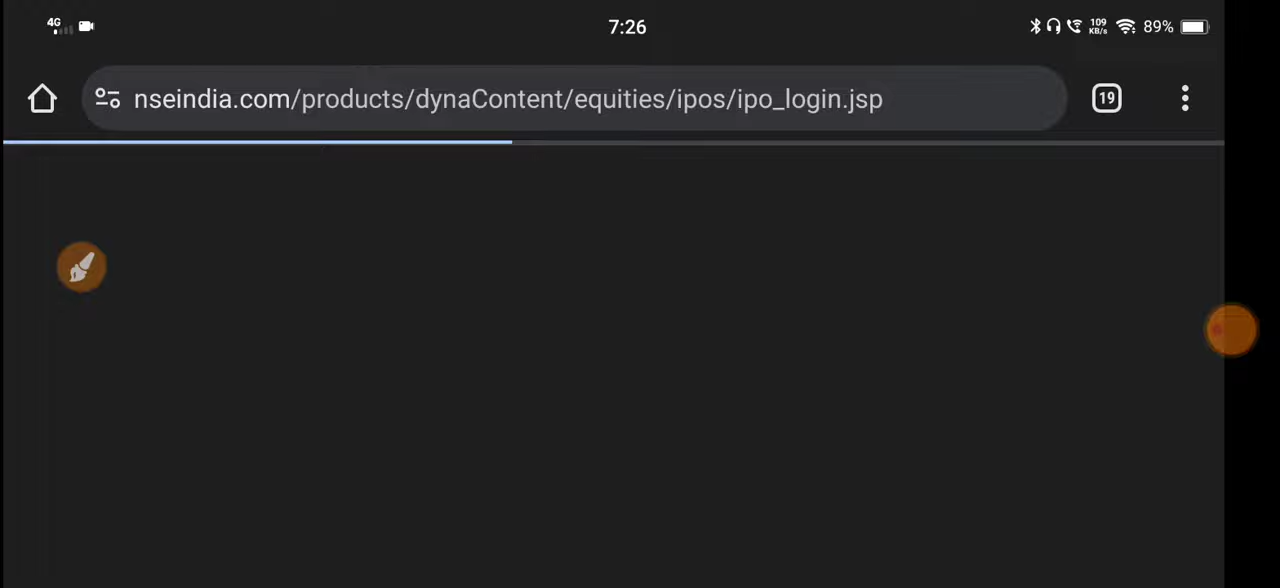 4G
7:26
109
KB/s
89%
nseindia.com/products/dynaContent/equities/ipos/ipo_login.jsp
19